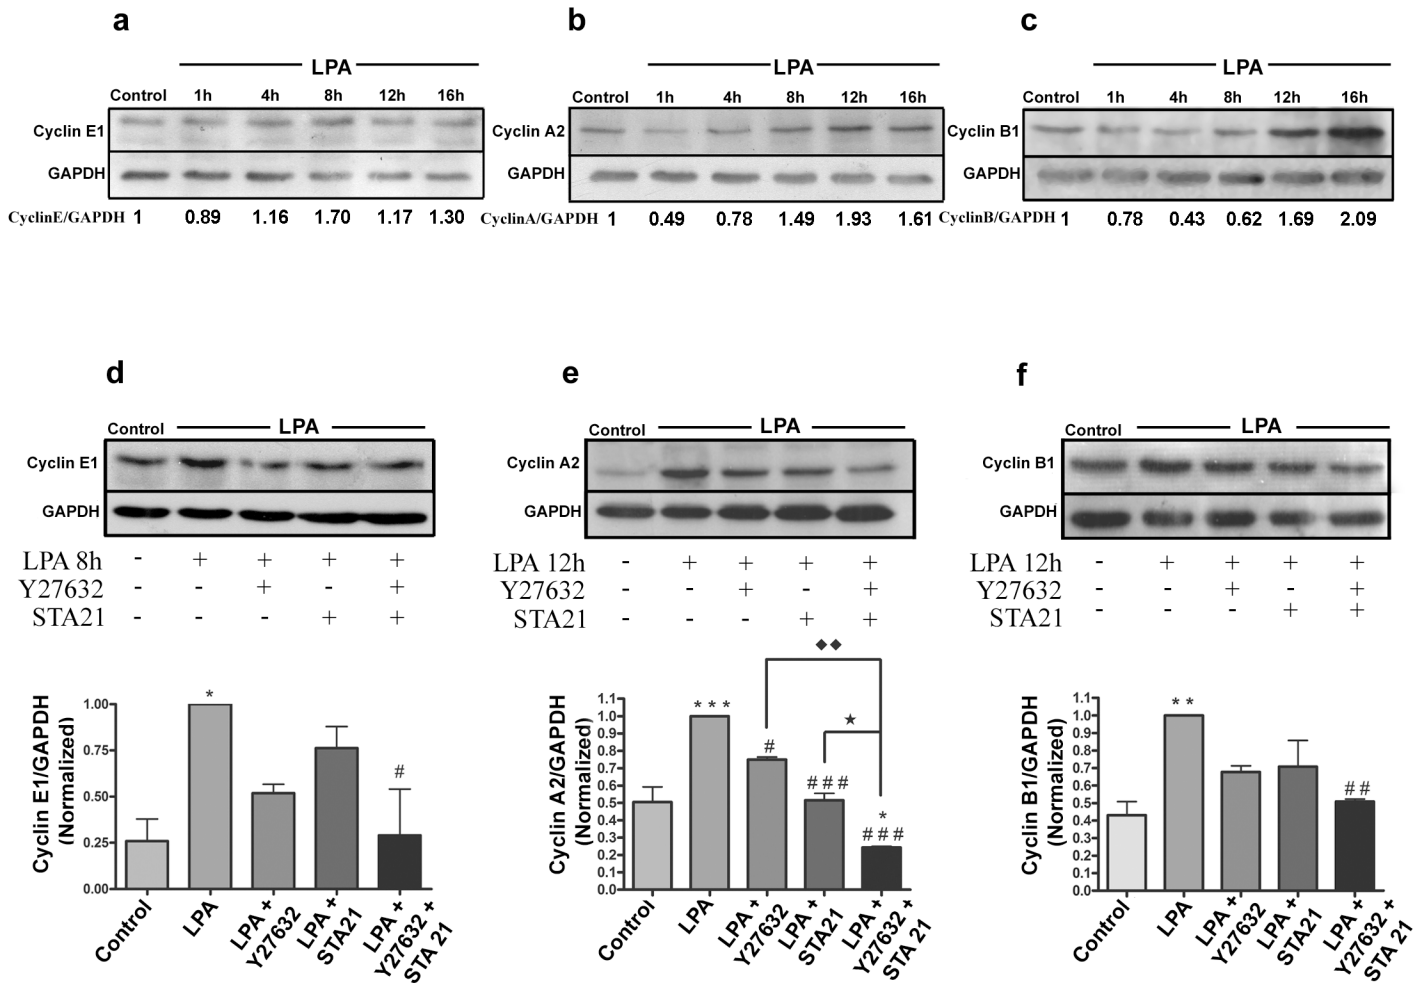 a
LPA
Control 1h 4h 8h 12h 16h
Cyclin E1
GAPDH
CyclinE/GAPDH 1 0.89 1.16 1.70 1.17 1.30
b
LPA
Control 1h 4h 8h 12h 16h
Cyclin A2
GAPDH
CyclinA/GAPDH 1 0.49 0.78 1.49 1.93 1.61
c
LPA
Control 1h 4h 8h 12h 16h
Cyclin B1
GAPDH
CyclinB/GAPDH 1 0.78 0.43 0.62 1.69 2.09
d
Control LPA
Cyclin E1
GAPDH
LPA 8h - + + + +
Y27632 - - + - +
STA21 - - - + +
Cyclin E1/GAPDH
(Normalized)
1.00
0.75
0.50
0.25
0.00
*
#
Control
LPA
LPA +
Y27632
LPA +
STA21
LPA +
Y27632 +
STA 21
e
Control LPA
Cyclin A2
GAPDH
LPA 12h - + + + +
Y27632 - - + - +
STA21 - - - + +
◆◆
★
Cyclin A2/GAPDH
(Normalized)
1.1
1.0
0.9
0.8
0.7
0.6
0.5
0.4
0.3
0.2
0.1
0.0
* * *
#
# # #
*
# # #
Control
LPA
LPA +
Y27632
LPA +
STA21
LPA +
Y27632 +
STA 21
f
Control LPA
Cyclin B1
GAPDH
LPA 12h - + + + +
Y27632 - - + - +
STA21 - - - + +
Cyclin B1/GAPDH
(Normalized)
1.1
1.0
0.9
0.8
0.7
0.6
0.5
0.4
0.3
0.2
0.1
0.0
* *
# #
Control
LPA
LPA +
Y27632
LPA +
STA21
LPA +
Y27632 +
STA 21